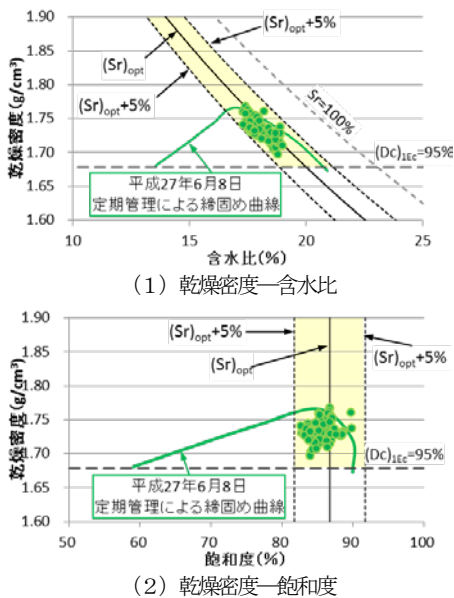 乾燥密度(g/cm³)
1.90
1.85
1.80
1.75
1.70
1.65
1.60
(Sr)opt
(Sr)opt+5%
(Sr)opt+5%
Sr=100%
(Dc)1Ec=95%
平成27年6月8日
定期管理による締固め曲線
10 15 20 25
含水比(%)
(1) 乾燥密度―含水比
乾燥密度(g/cm³)
1.90
1.85
1.80
1.75
1.70
1.65
1.60
(Sr)opt+5%
(Sr)opt
(Sr)opt+5%
(Dc)1Ec=95%
平成27年6月8日
定期管理による締固め曲線
50 60 70 80 90 100
飽和度(%)
(2) 乾燥密度―飽和度